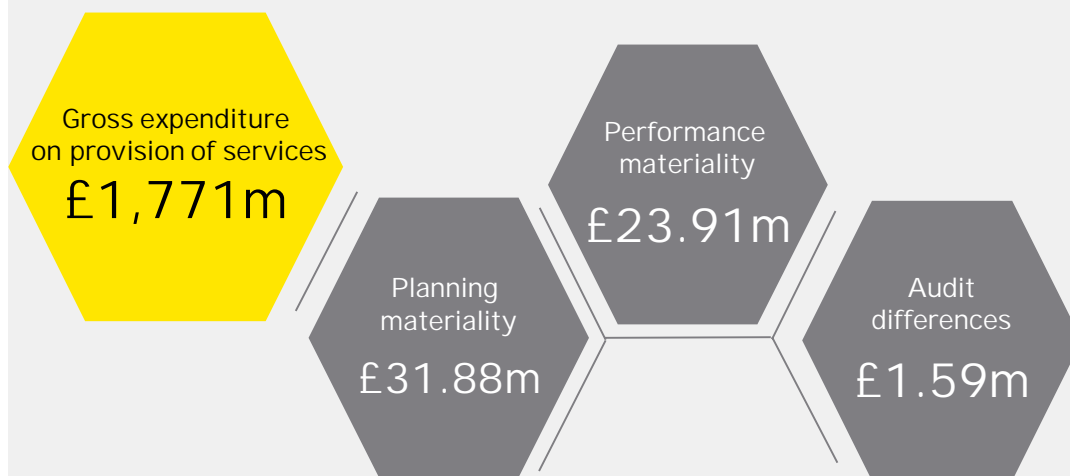 Gross expenditure
on provision of services
£1,771m
Planning
materiality
£31.88m
Performance
materiality
£23.91m
Audit
differences
£1.59m